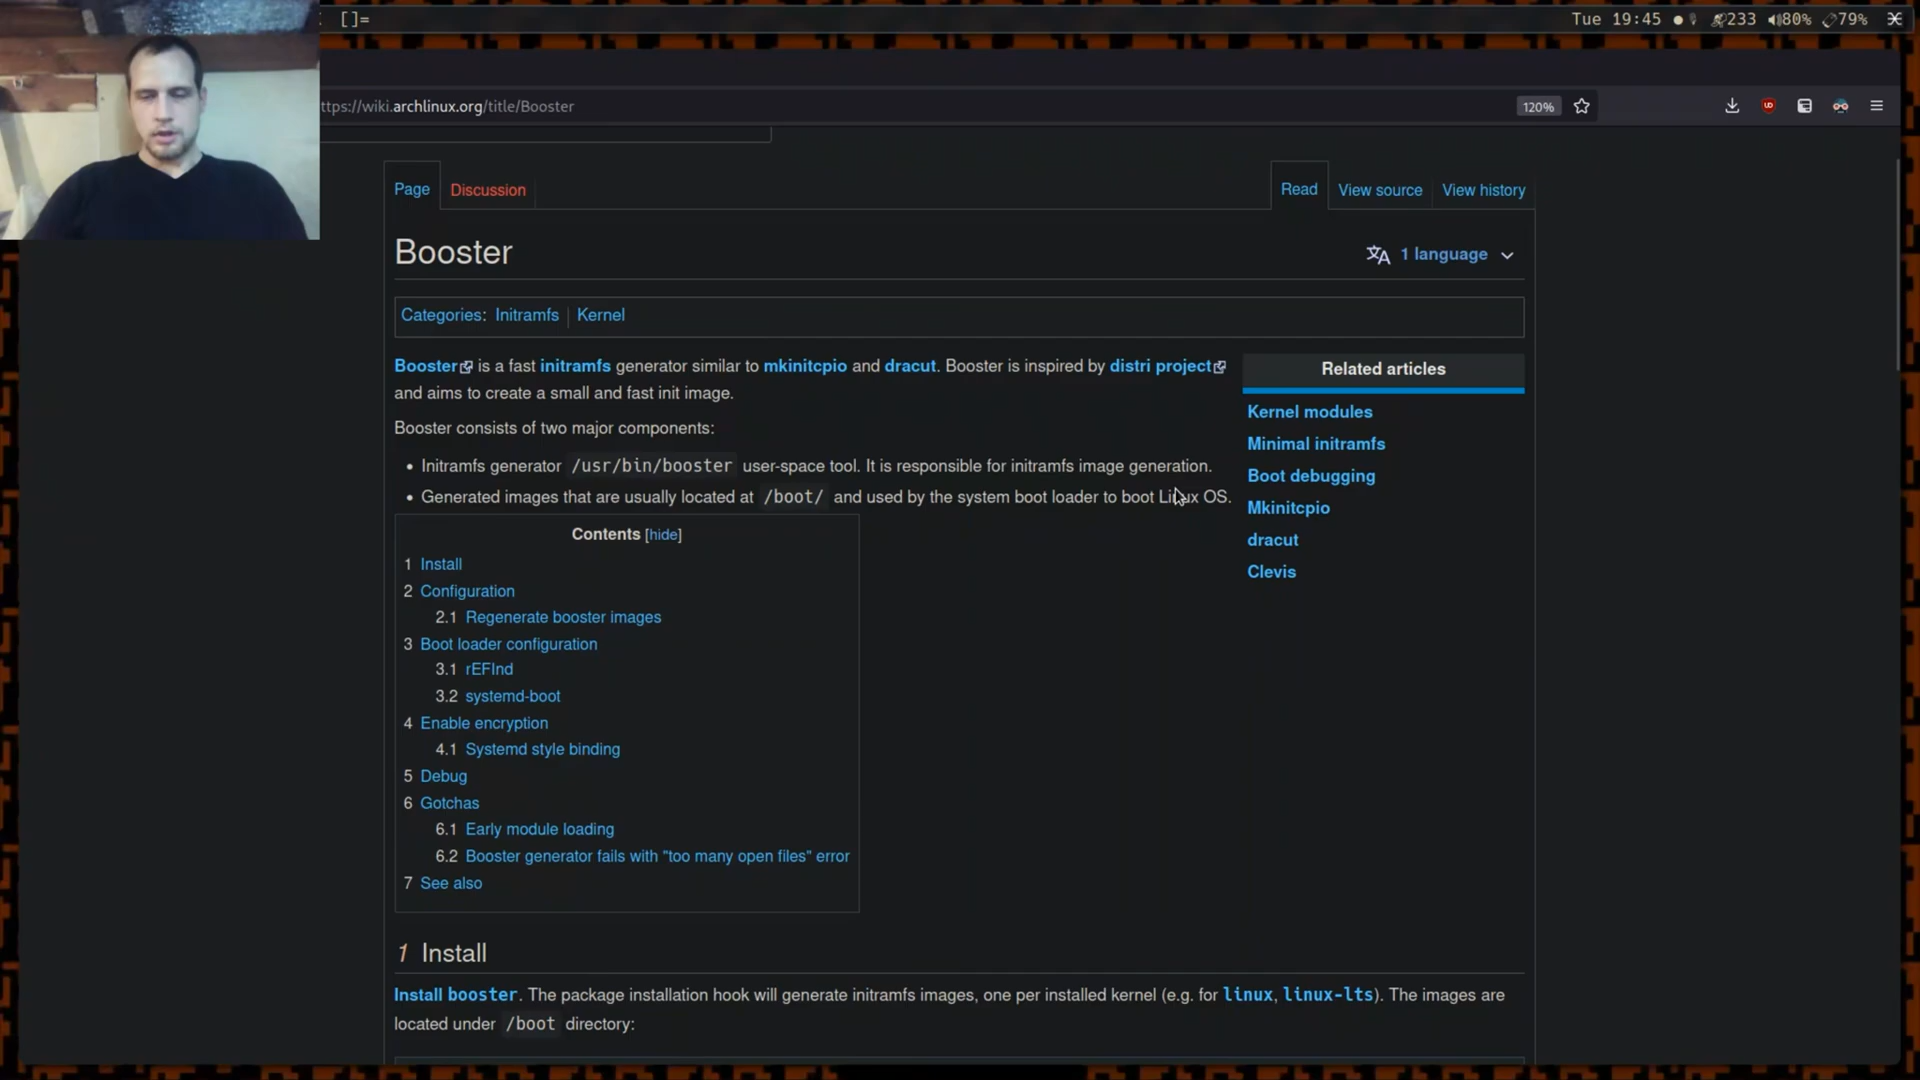 []=
Tue 19:45
233
80%
79%
ttps://wiki.archlinux.org/title/Booster
120%
Page
Discussion
Read
View source
View history
Booster
1 language
Categories: Initramfs | Kernel
Booster is a fast initramfs generator similar to mkinitcpio and dracut. Booster is inspired by distri project
and aims to create a small and fast init image.
Booster consists of two major components:
• Initramfs generator /usr/bin/booster user-space tool. It is responsible for initramfs image generation.
• Generated images that are usually located at /boot/ and used by the system boot loader to boot Linux OS.
Related articles
Kernel modules
Minimal initramfs
Boot debugging
Mkinitcpio
dracut
Clevis
Contents [hide]
1 Install
2 Configuration
2.1 Regenerate booster images
3 Boot loader configuration
3.1 rEFInd
3.2 systemd-boot
4 Enable encryption
4.1 Systemd style binding
5 Debug
6 Gotchas
6.1 Early module loading
6.2 Booster generator fails with "too many open files" error
7 See also
1 Install
Install booster. The package installation hook will generate initramfs images, one per installed kernel (e.g. for linux, linux-lts). The images are
located under /boot directory: